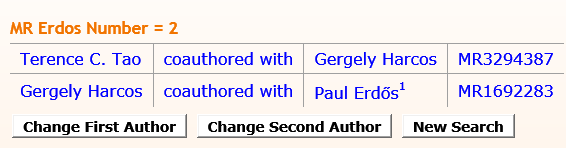 MR Erdos Number = 2
Terence C. Tao coauthored with Gergely Harcos MR3294387
Gergely Harcos coauthored with Paul Erdős1 MR1692283
Change First Author Change Second Author New Search